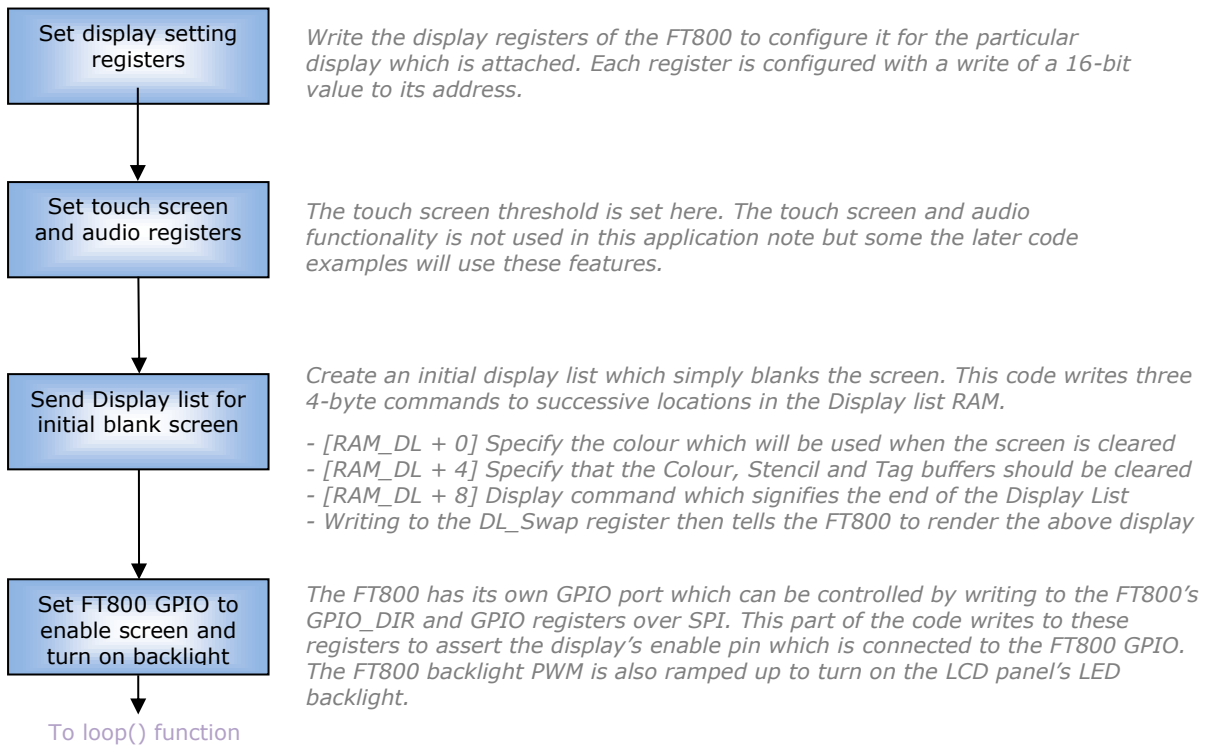 Set display setting
registers
Write the display registers of the FT800 to configure it for the particular
display which is attached. Each register is configured with a write of a 16-bit
value to its address.
Set touch screen
and audio registers
The touch screen threshold is set here. The touch screen and audio
functionality is not used in this application note but some the later code
examples will use these features.
Send Display list for
initial blank screen
Create an initial display list which simply blanks the screen. This code writes three
4-byte commands to successive locations in the Display list RAM.
- [RAM_DL + 0] Specify the colour which will be used when the screen is cleared
- [RAM_DL + 4] Specify that the Colour, Stencil and Tag buffers should be cleared
- [RAM_DL + 8] Display command which signifies the end of the Display List
- Writing to the DL_Swap register then tells the FT800 to render the above display
Set FT800 GPIO to
enable screen and
turn on backlight
The FT800 has its own GPIO port which can be controlled by writing to the FT800's
GPIO_DIR and GPIO registers over SPI. This part of the code writes to these
registers to assert the display's enable pin which is connected to the FT800 GPIO.
The FT800 backlight PWM is also ramped up to turn on the LCD panel's LED
backlight.
To loop() function